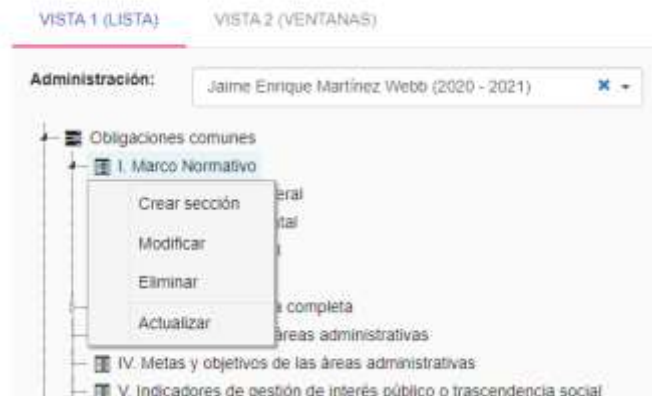 VISTA 1 (LISTA) VISTA 2 (VENTANAS)
Administración: Jaime Enrique Martínez Webb (2020 - 2021)
Obligaciones comunes
I. Marco Normativo
Crear sección eral
Modificar
Eliminar
completa
Actualizar áreas administrativas
IV. Metas y objetivos de las áreas administrativas
V. Indicadores de gestión de interés público o trascendencia social